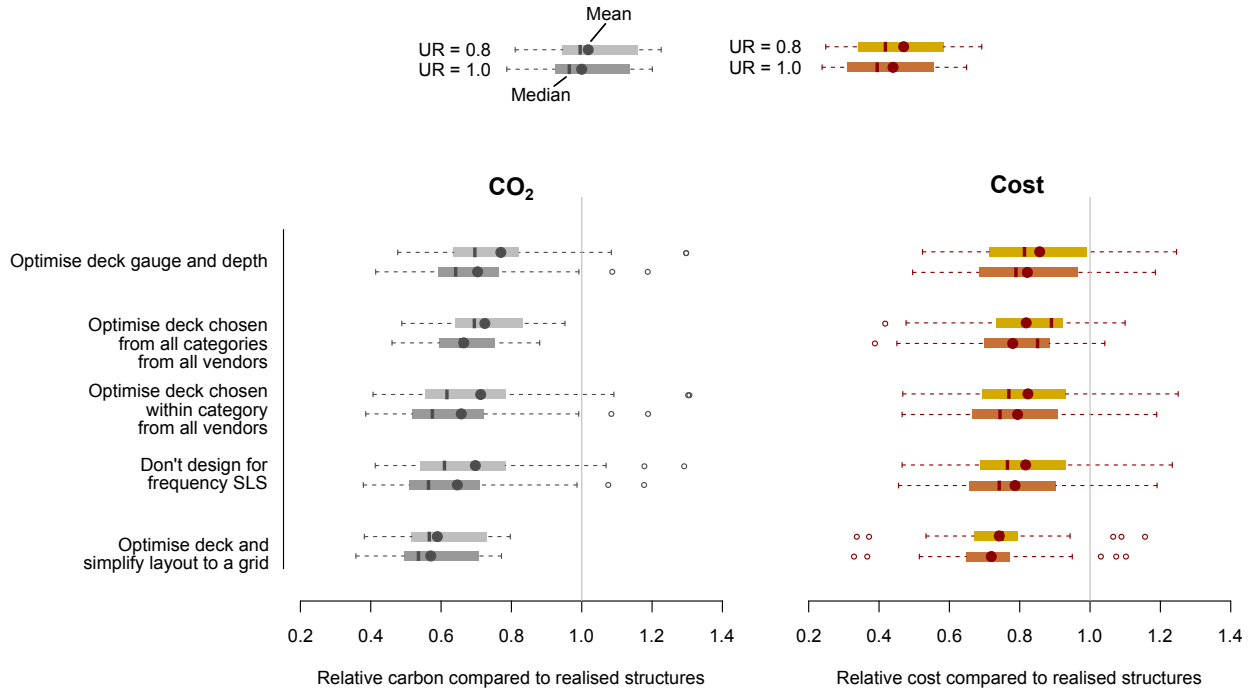 Mean
UR = 0.8
UR = 1.0
Median
UR = 0.8
UR = 1.0
CO2
Cost
Optimise deck gauge and depth
Optimise deck chosen
from all categories
from all vendors
Optimise deck chosen
within category
from all vendors
Don't design for
frequency SLS
Optimise deck and
simplify layout to a grid
0.2 0.4 0.6 0.8 1.0 1.2 1.4
0.2 0.4 0.6 0.8 1.0 1.2 1.4
Relative carbon compared to realised structures
Relative cost compared to realised structures